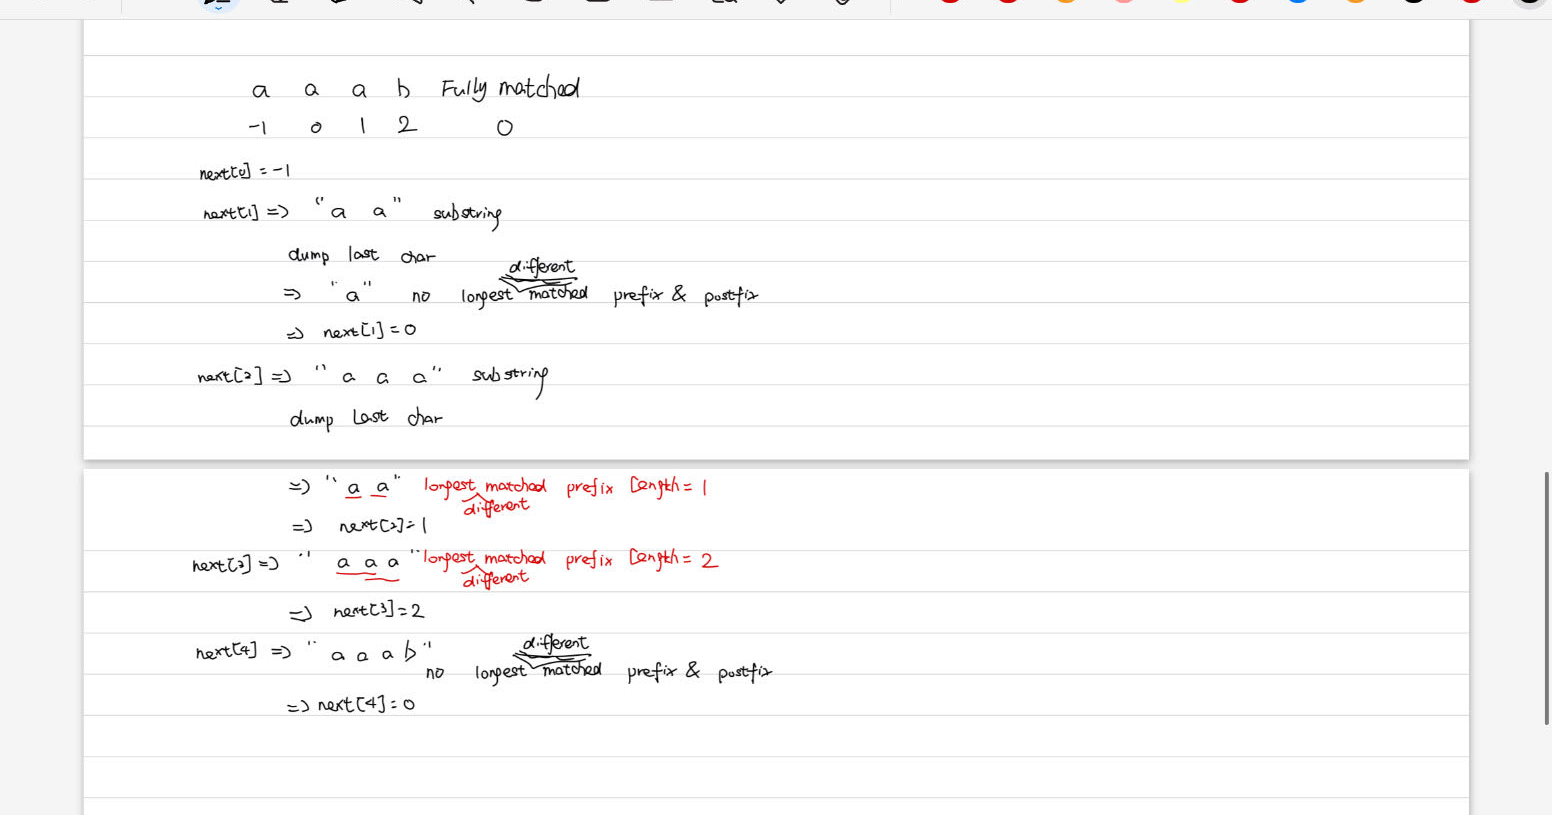 a a a b Fully matched
-1 0 1 2 0
next[0] = -1
next[1] => "a a" substring
dump last char
different
=> "a" no longest matched prefix & postfix
=> next[1] = 0
next[2] => "a a a" substring
dump last char
=> "a a" longest matched prefix length = 1
different
=> next[2] = 1
next[3] => "a a a" longest matched prefix length = 2
different
=> next[3] = 2
next[4] => "a a a b"
different
no longest matched prefix & postfix
=> next[4] = 0